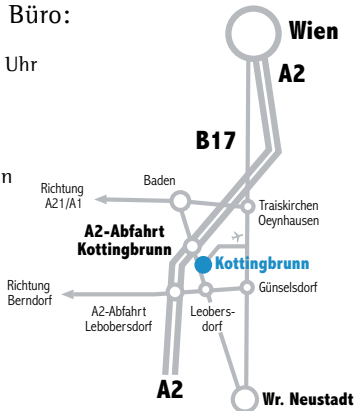 Büro:
Uhr
n
Wien
A2
B17
Richtung
A21/A1
Baden
Traiskirchen
Oeynhausen
A2-Abfahrt
Kottingbrunn
Kottingbrunn
Richtung
Berndorf
Günselsdorf
A2-Abfahrt
Lebobersdorf
Leobers-
dorf
A2
Wr. Neustadt